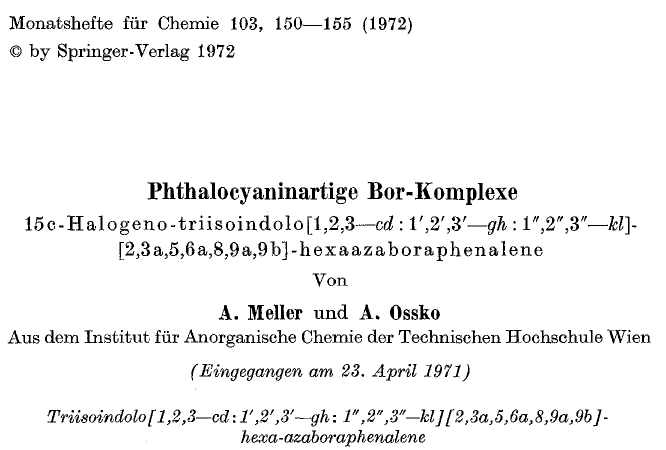 Monatshefte für Chemie 103, 150—155 (1972)
© by Springer-Verlag 1972
Phthalocyaninartige Bor-Komplexe
15c-Halogeno-triisoindolo[1,2,3—cd : 1′,2′,3′—gh : 1″,2″,3″—kl]-
[2,3a,5,6a,8,9a,9b]-hexaazaboraphenalene
Von
A. Meller und A. Ossko
Aus dem Institut für Anorganische Chemie der Technischen Hochschule Wien
(Eingegangen am 23. April 1971)
Triisoindolo[1,2,3—cd : 1′,2′,3′—gh : 1″,2″,3″—kl][2,3a,5,6a,8,9a,9b]-
hexa-azaboraphenalene